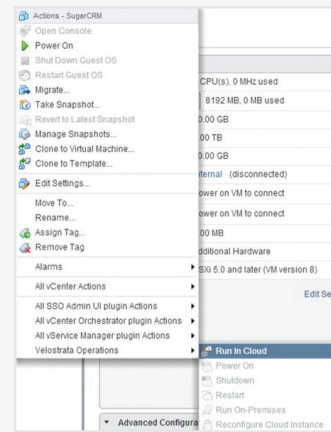 Actions - SugarCRM
Open Console
Power On
Shut Down Guest OS
Restart Guest OS
Migrate...
Take Snapshot...
Revert to Latest Snapshot
Manage Snapshots...
Clone to Virtual Machine...
Clone to Template...
Edit Settings...
Move To...
Rename...
Assign Tag...
Remove Tag
Alarms
All vCenter Actions
All SSO Admin UI plugin Actions
All vCenter Orchestrator plugin Actions
All vService Manager plugin Actions
Velostrata Operations
CPU(s), 0 MHz used
8192 MB, 0 MB used
0.00 GB
00 TB
0.00 GB
ternal (disconnected)
ower on VM to connect
ower on VM to connect
00 MB
dditional Hardware
SXi 5.0 and later (VM version 8)
Edit Se
Run In Cloud
Power On
Shutdown
Restart
Run On-Premises
Reconfigure Cloud Instance
Advanced Configura